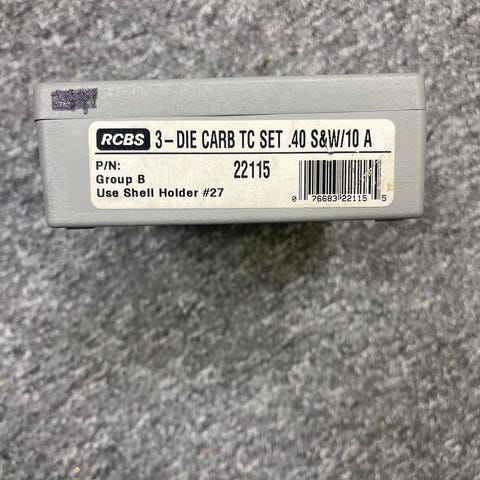 RCBS 3-DIE CARB TC SET .40 S&W/10 A
P/N: 22115
Group B
Use Shell Holder #27
0 76683 22115 5